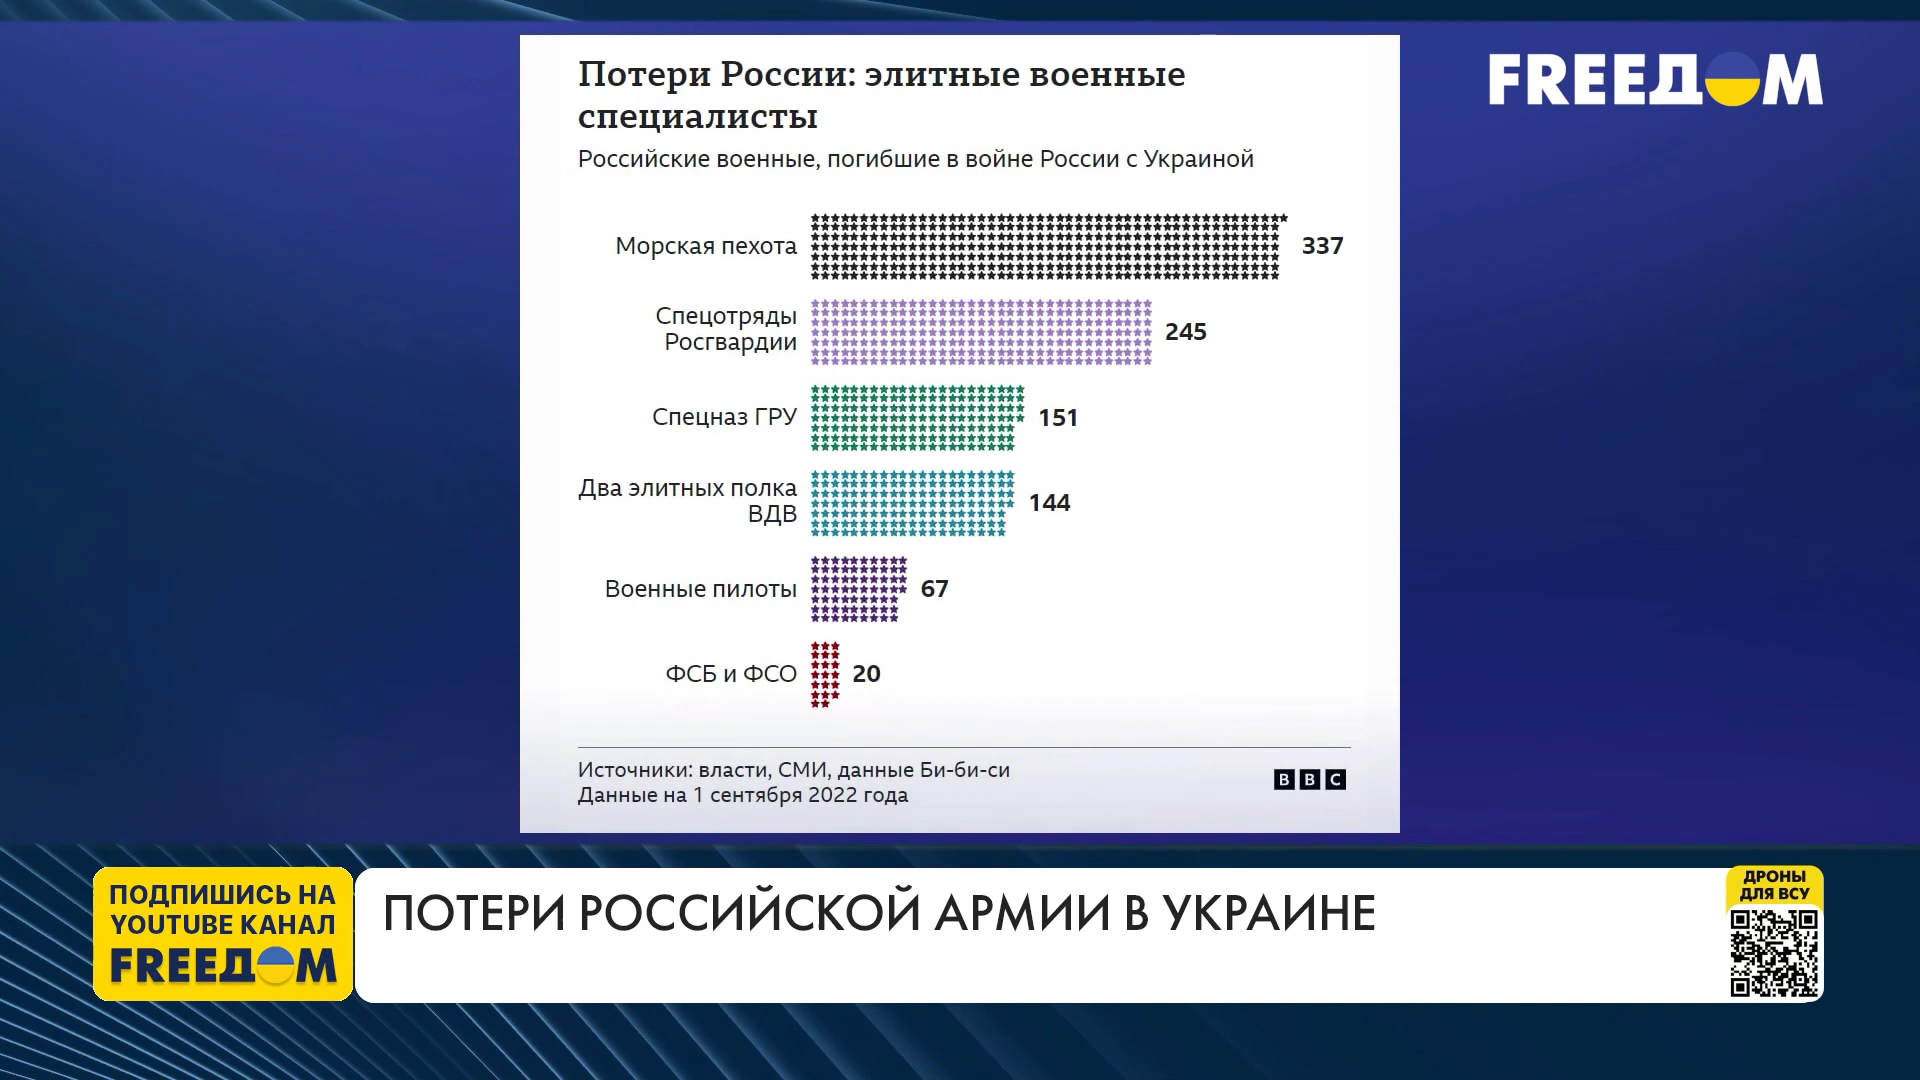 Потери России: элитные военные
специалисты
Российские военные, погибшие в войне России с Украиной
FREEДOM
Морская пехота 337
Спецотряды
Росгвардии 245
Спецназ ГРУ 151
Два элитных полка
ВДВ 144
Военные пилоты 67
ФСБ и ФСО 20
Источники: власти, СМИ, данные Би-би-си
Данные на 1 сентября 2022 года
BBC
ПОДПИШИСЬ НА
YOUTUBE КАНАЛ
FREEДOM
ПОТЕРИ РОССИЙСКОЙ АРМИИ В УКРАИНЕ
ДРОНЫ
ДЛЯ ВСУ